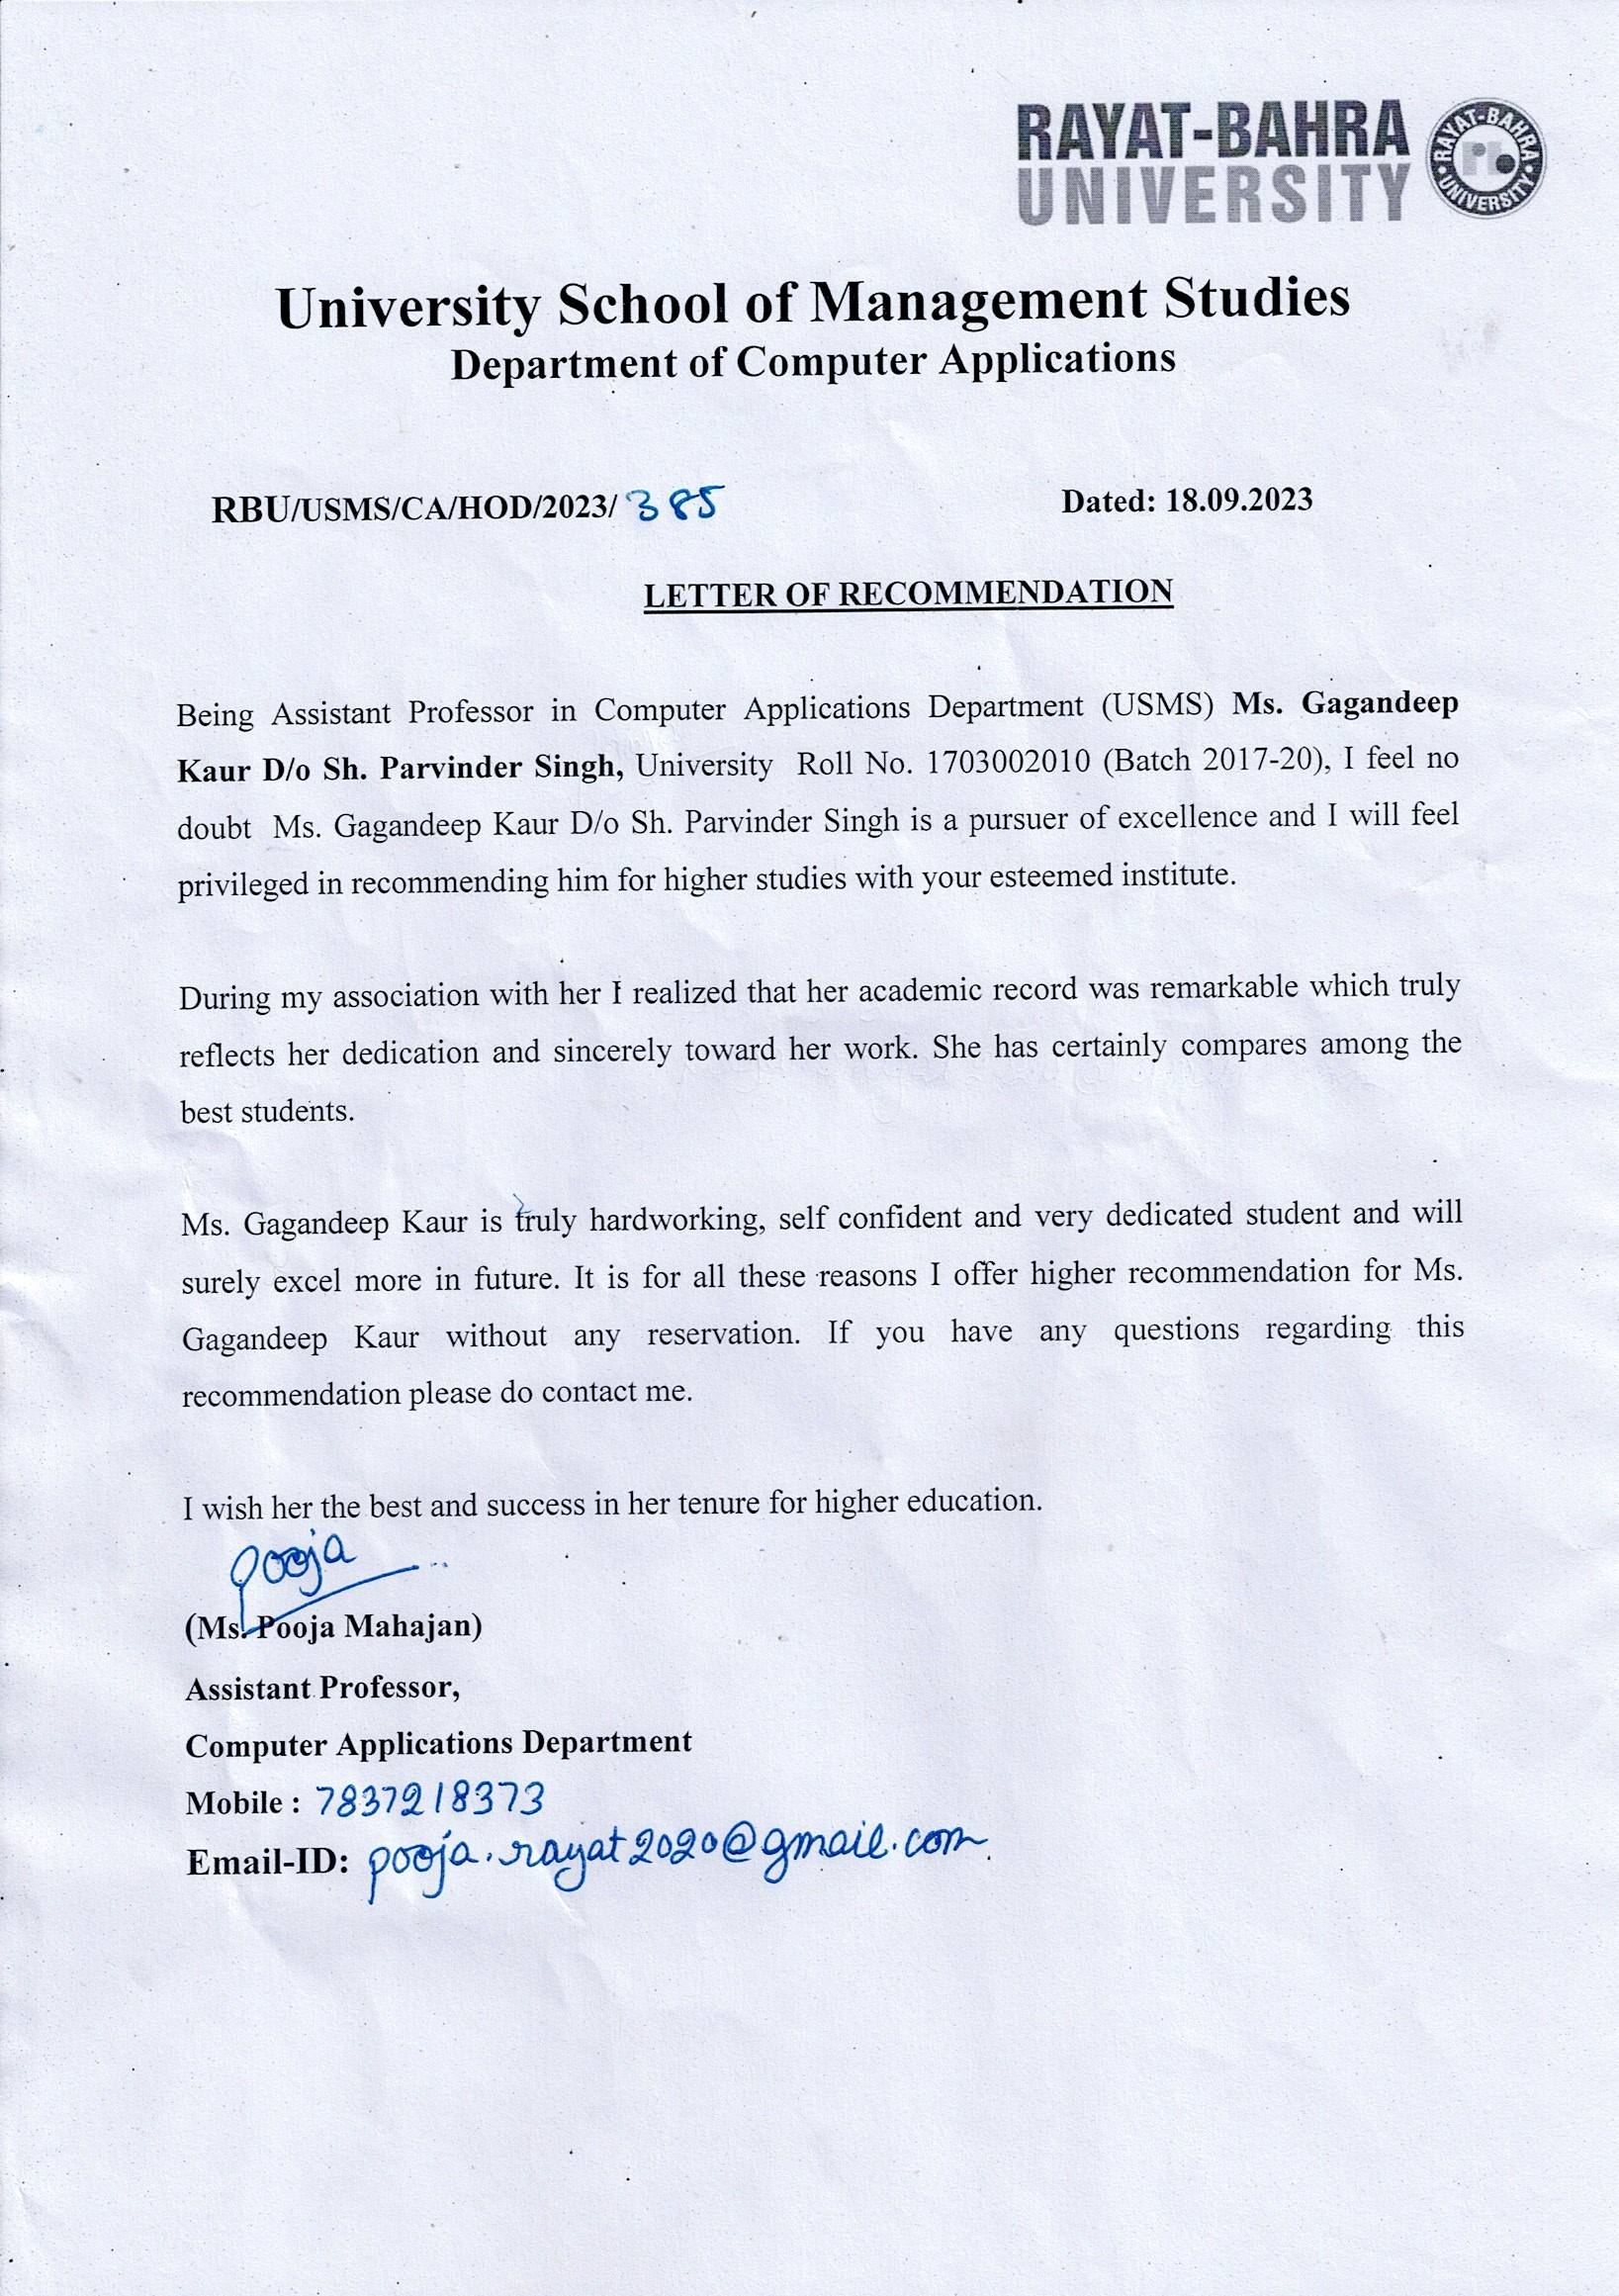 RAYAT-BAHRA
UNIVERSITY
RAYAT-BAHRA
UNIVERSITY
rb
University School of Management Studies
Department of Computer Applications
RBU/USMS/CA/HOD/2023/ 385
Dated: 18.09.2023
LETTER OF RECOMMENDATION
Being Assistant Professor in Computer Applications Department (USMS) Ms. Gagandeep
Kaur D/o Sh. Parvinder Singh, University Roll No. 1703002010 (Batch 2017-20), I feel no
doubt Ms. Gagandeep Kaur D/o Sh. Parvinder Singh is a pursuer of excellence and I will feel
privileged in recommending him for higher studies with your esteemed institute.
During my association with her I realized that her academic record was remarkable which truly
reflects her dedication and sincerely toward her work. She has certainly compares among the
best students.
Ms. Gagandeep Kaur is truly hardworking, self confident and very dedicated student and will
surely excel more in future. It is for all these reasons I offer higher recommendation for Ms.
Gagandeep Kaur without any reservation. If you have any questions regarding this
recommendation please do contact me.
I wish her the best and success in her tenure for higher education.
Pooja
(Ms. Pooja Mahajan)
Assistant Professor,
Computer Applications Department
Mobile : 7837218373
Email-ID: pooja.rayat2020@gmail.com